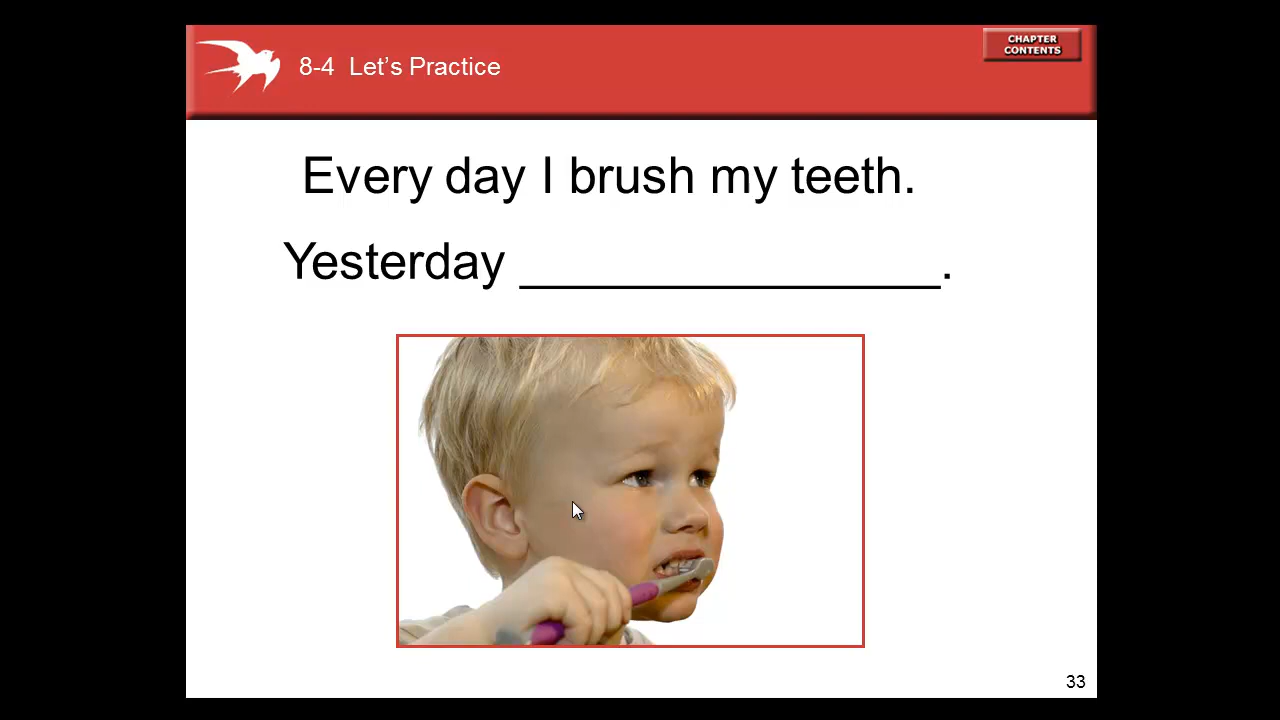 CHAPTER
CONTENTS
8-4 Let’s Practice
Every day I brush my teeth.
Yesterday _______________.
33